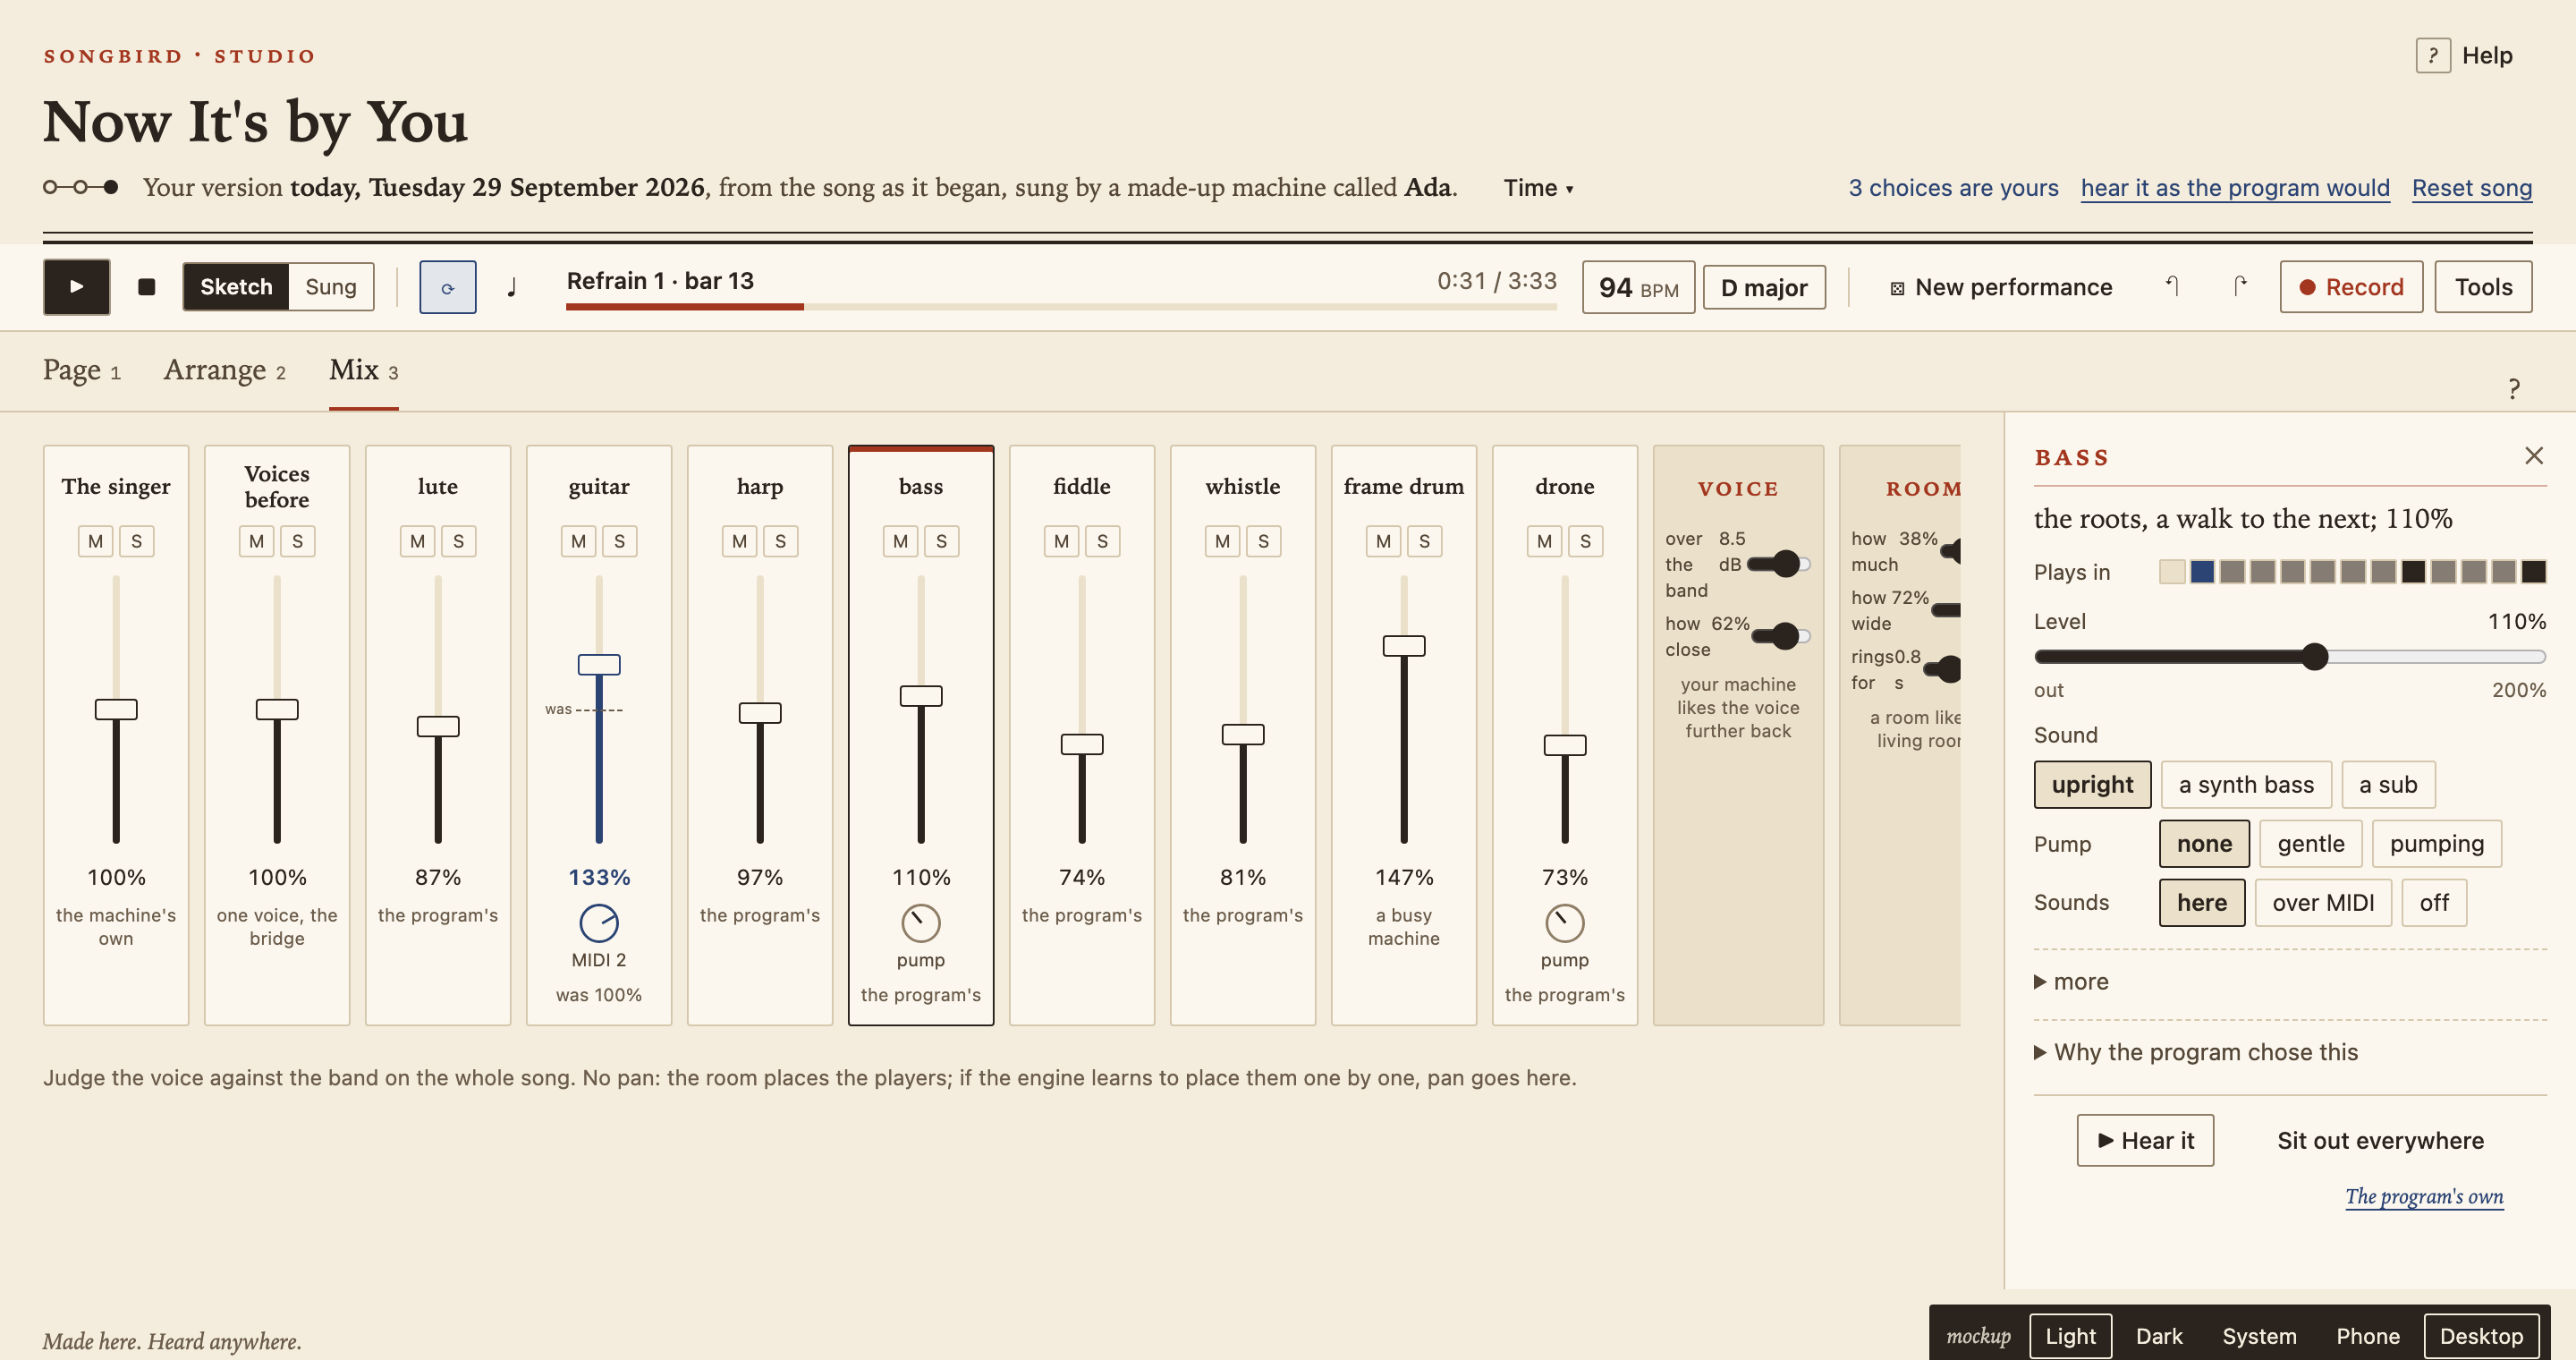 SONGBIRD · STUDIO
? Help
Now It's by You
Your version today, Tuesday 29 September 2026, from the song as it began, sung by a made-up machine called Ada.
Time ▾
3 choices are yours hear it as the program would Reset song
Sketch Sung
Refrain 1 · bar 13
0:31 / 3:33
94 BPM
D major
New performance
Record
Tools
Page 1
Arrange 2
Mix 3
?
The singer
M S
100%
the machine's
own
Voices
before
M S
100%
one voice, the
bridge
lute
M S
87%
the program's
guitar
M S
was
133%
MIDI 2
was 100%
harp
M S
97%
the program's
bass
M S
110%
pump
the program's
fiddle
M S
74%
the program's
whistle
M S
81%
the program's
frame drum
M S
147%
a busy
machine
drone
M S
73%
pump
the program's
VOICE
over 8.5
the dB
band
how 62%
close
your machine
likes the voice
further back
ROOM
how 38%
much
how 72%
wide
rings 0.8
for s
a room like
living room
Judge the voice against the band on the whole song. No pan: the room places the players; if the engine learns to place them one by one, pan goes here.
BASS
the roots, a walk to the next; 110%
Plays in
Level 110%
out 200%
Sound
upright a synth bass a sub
Pump none gentle pumping
Sounds here over MIDI off
more
Why the program chose this
Hear it
Sit out everywhere
The program's own
Made here. Heard anywhere.
mockup Light Dark System Phone Desktop